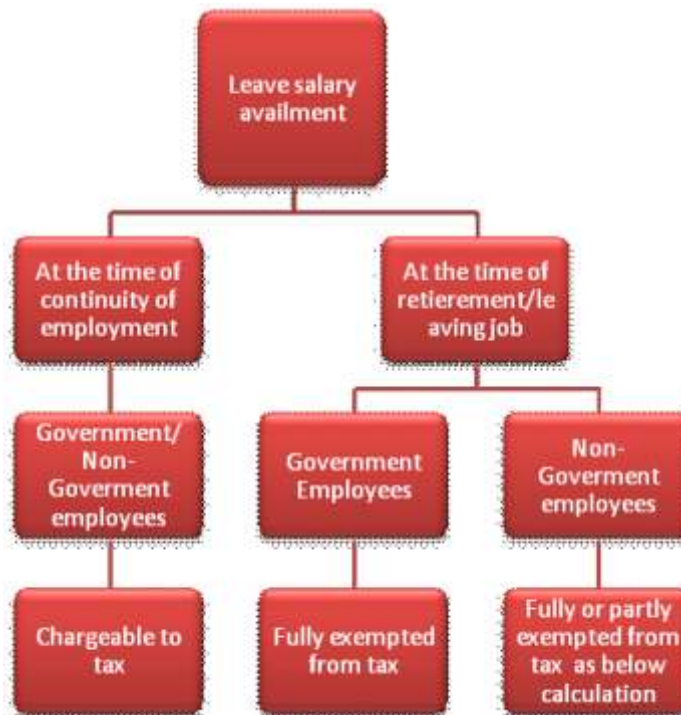 Leave salary
availment
At the time of
continuity of
employment
At the time of
retierement/le
aving job
Government/
Non-
Goverment
employees
Government
Employees
Non-
Goverment
employees
Chargeable to
tax
Fully exempted
from tax
Fully or partly
exempted from
tax as below
calculation